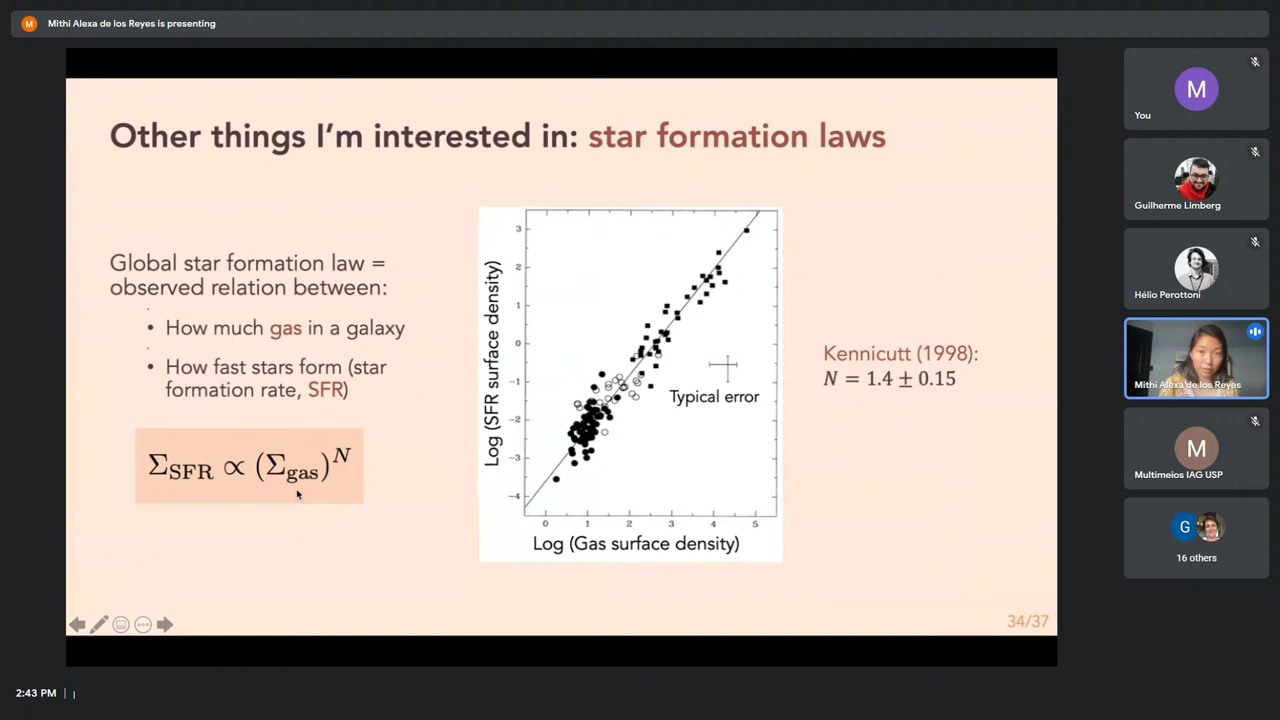 M
Mithi Alexa de los Reyes is presenting
Other things I'm interested in: star formation laws
Global star formation law =
observed relation between:
• How much gas in a galaxy
• How fast stars form (star
formation rate, SFR)
Σ_SFR ∝ (Σ_gas)^N
Log (SFR surface density)
3
2
1
0
−1
−2
−3
−4
Typical error
0 1 2 3 4 5
Log (Gas surface density)
Kennicutt (1998):
N = 1.4 ± 0.15
34/37
M
You
Guilherme Limberg
Hélio Perottoni
Mithi Alexa de los Reyes
M
Multimeios IAG USP
G
16 others
2:43 PM